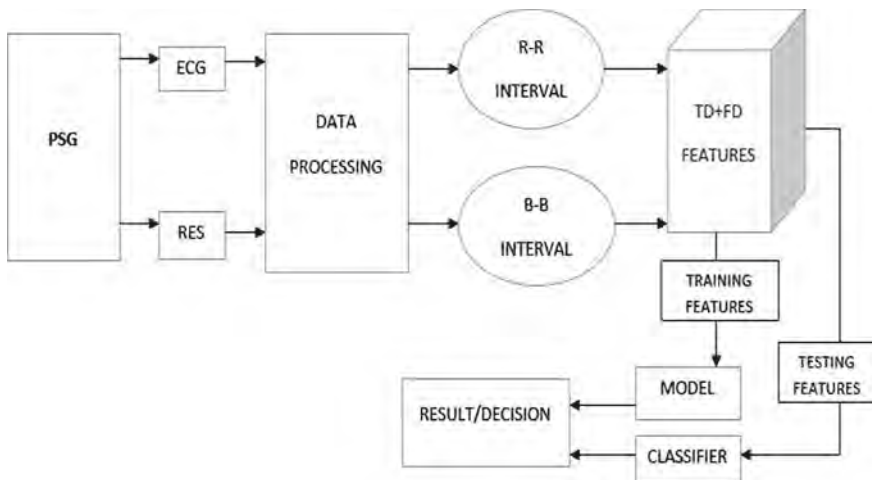 PSG
ECG
RES
DATA
PROCESSING
R-R
INTERVAL
B-B
INTERVAL
TD+FD
FEATURES
TRAINING
FEATURES
TESTING
FEATURES
MODEL
RESULT/DECISION
CLASSIFIER